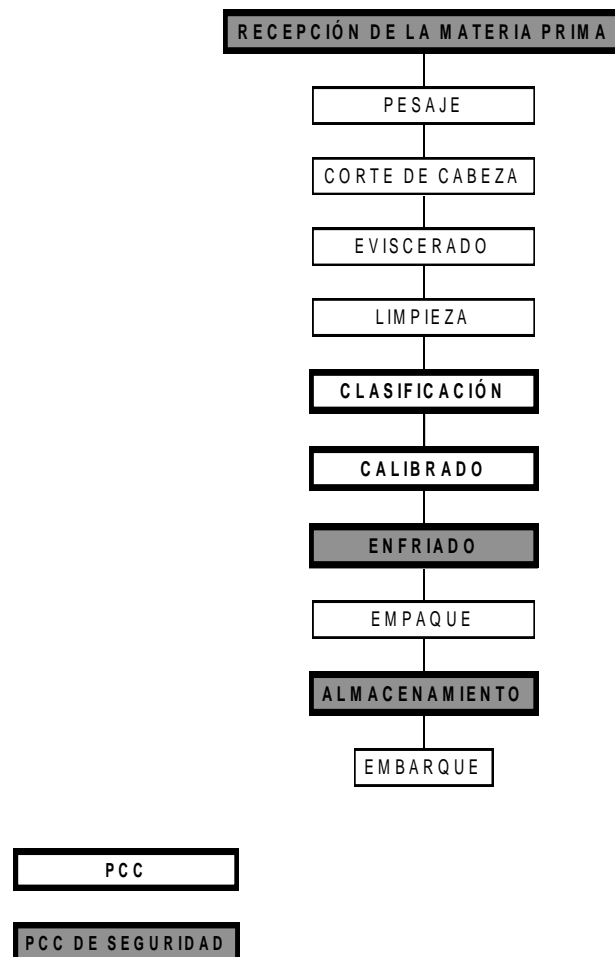 RECEPCIÓN DE LA MATERIA PRIMA
PESAJE
CORTE DE CABEZA
EVISCERADO
LIMPIEZA
CLASIFICACIÓN
CALIBRADO
ENFRIADO
EMPAQUE
ALMACENAMIENTO
EMBARQUE
PCC
PCC DE SEGURIDAD